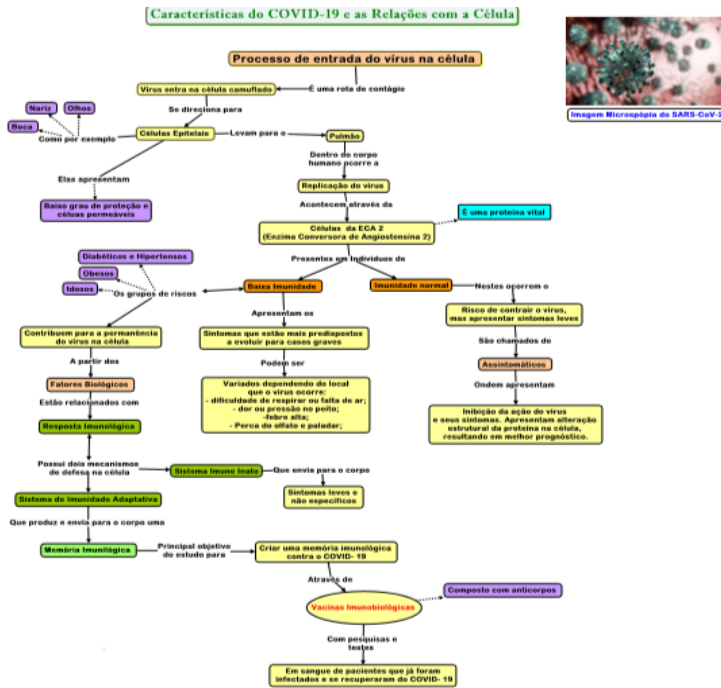 Características do COVID-19 e as Relações com a Célula
Processo de entrada do vírus na célula
Imagem Microspópia do SARS-CoV-2
Vírus entra na célula camuflado
É uma rota de contágio
Se direciona para
Nariz
Olhos
Boca
Como por exemplo
Células Epitelais
Levam para o
Pulmão
Dentro do corpo
humano ocorre a
Elas apresentam
Replicação do vírus
Baixo grau de proteção e
céluas permeáveis
Acontecem através da
É uma proteína vital
Células da ECA 2
(Enzima Conversora de Angiostensina 2)
Presentes em Indivíduos de
Diabéticos e Hipertensos
Obesos
Idosos
Os grupos de riscos
Baixa Imunidade
Imunidade normal
Nestes ocorrem o
Contribuem para a permanência
do vírus na célula
Apresentam os
Risco de contrair o vírus,
mas apresentar sintomas leves
Sintomas que estão mais predispostos
a evoluir para casos graves
São chamados de
A partir dos
Podem ser
Assintomáticos
Fatores Biológicos
Variados dependendo do local
que o vírus ocorre:
- dificuldade de respirar ou falta de ar;
- dor ou pressão no peito;
-febre alta;
- Perca do olfato e paladar;
Ondem apresentam
Estão relacionados com
Inibição da ação do vírus
e seus sintomas. Apresentam alteração
estrutural da proteína na célula,
resultando em melhor prognóstico.
Resposta Imunológica
Possui dois mecanismos
de defesa na célula
Sistema Imune Inato
Que envia para o corpo
Sintomas leves e
não específicos
Sistema de Imunidade Adaptativa
Que produz e envia para o corpo uma
Memória Imunilógica
Principal objetivo
do estudo para
Criar uma memória imunológica
contra o COVID- 19
Através de
Vacinas Imunobiológicas
Composto com anticorpos
Com pesquisas e
testes
Em sangue de pacientes que já foram
infectados e se recuperaram do COVID- 19